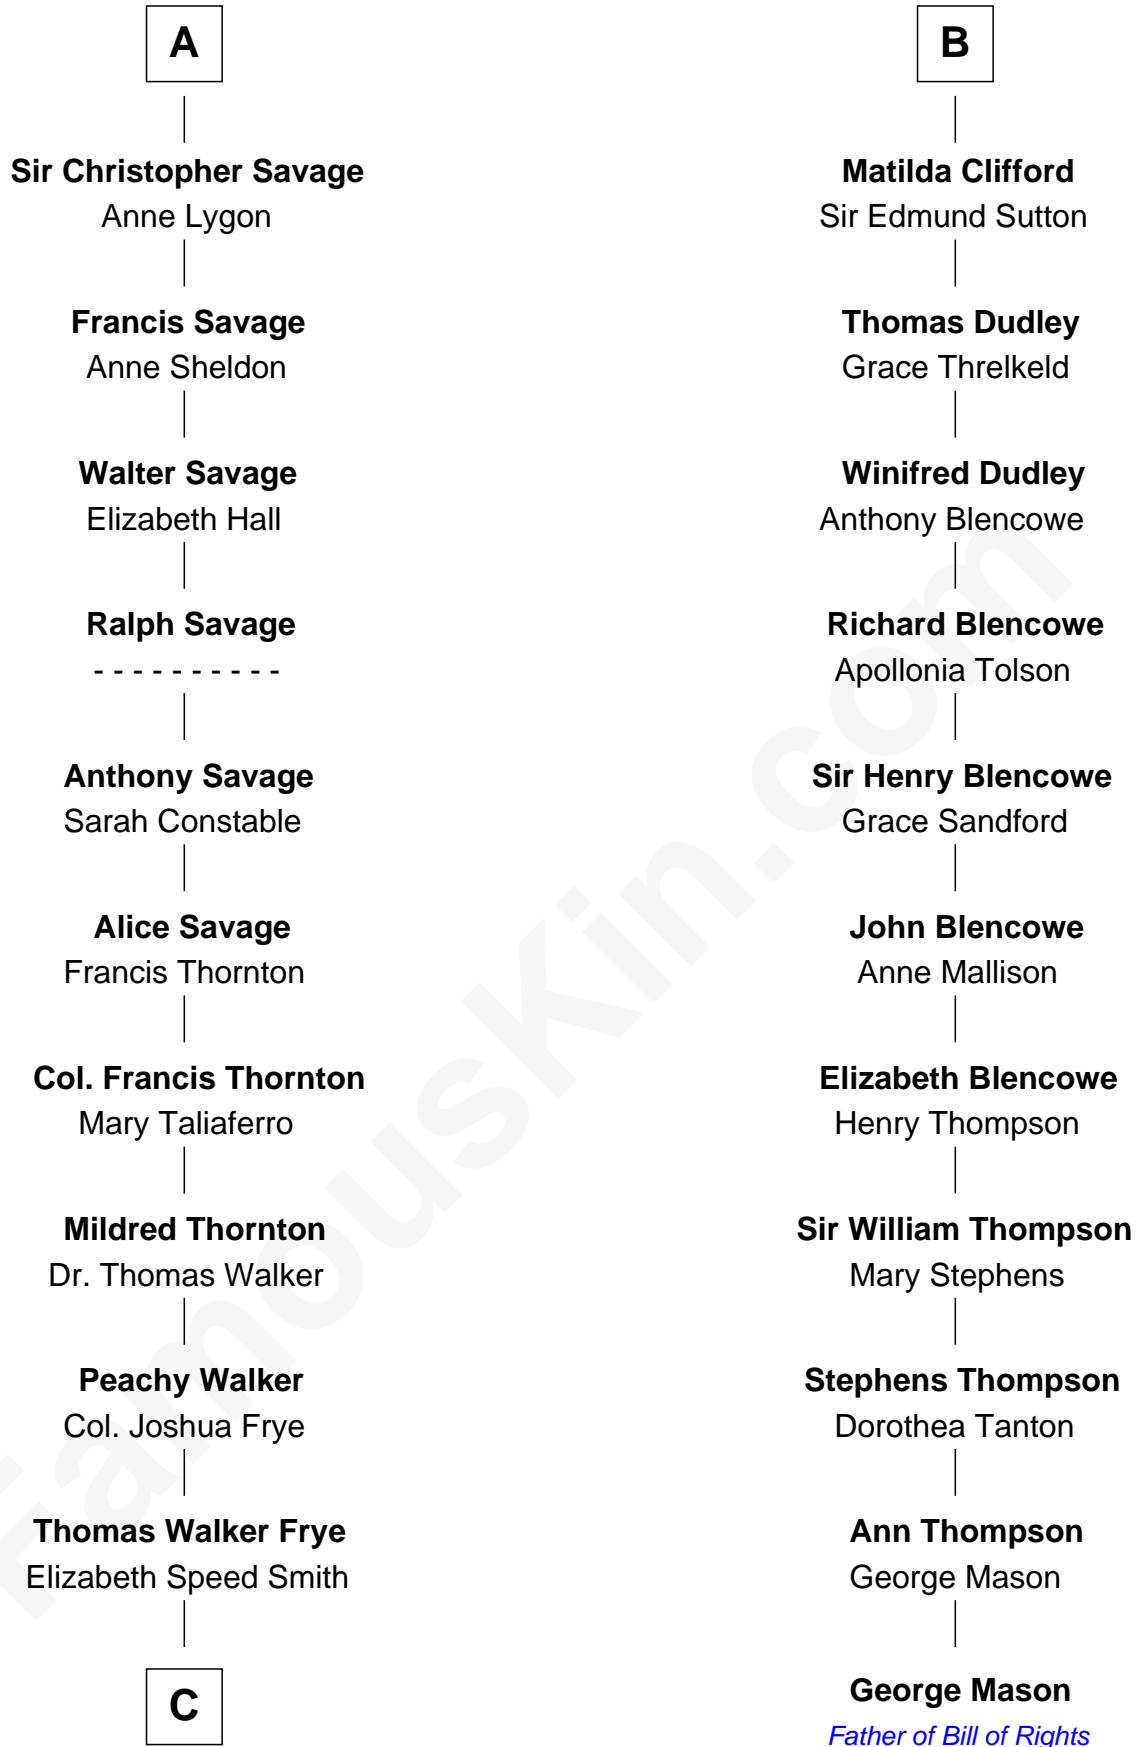 A
Sir Christopher Savage
Anne Lygon
Francis Savage
Anne Sheldon
Walter Savage
Elizabeth Hall
Ralph Savage
- - - - - - - - - -
Anthony Savage
Sarah Constable
Alice Savage
Francis Thornton
Col. Francis Thornton
Mary Taliaferro
Mildred Thornton
Dr. Thomas Walker
Peachy Walker
Col. Joshua Frye
Thomas Walker Frye
Elizabeth Speed Smith
C
B
Matilda Clifford
Sir Edmund Sutton
Thomas Dudley
Grace Threlkeld
Winifred Dudley
Anthony Blencowe
Richard Blencowe
Apollonia Tolson
Sir Henry Blencowe
Grace Sandford
John Blencowe
Anne Mallison
Elizabeth Blencowe
Henry Thompson
Sir William Thompson
Mary Stephens
Stephens Thompson
Dorothea Tanton
Ann Thompson
George Mason
George Mason
Father of Bill of Rights
FamousKin.com